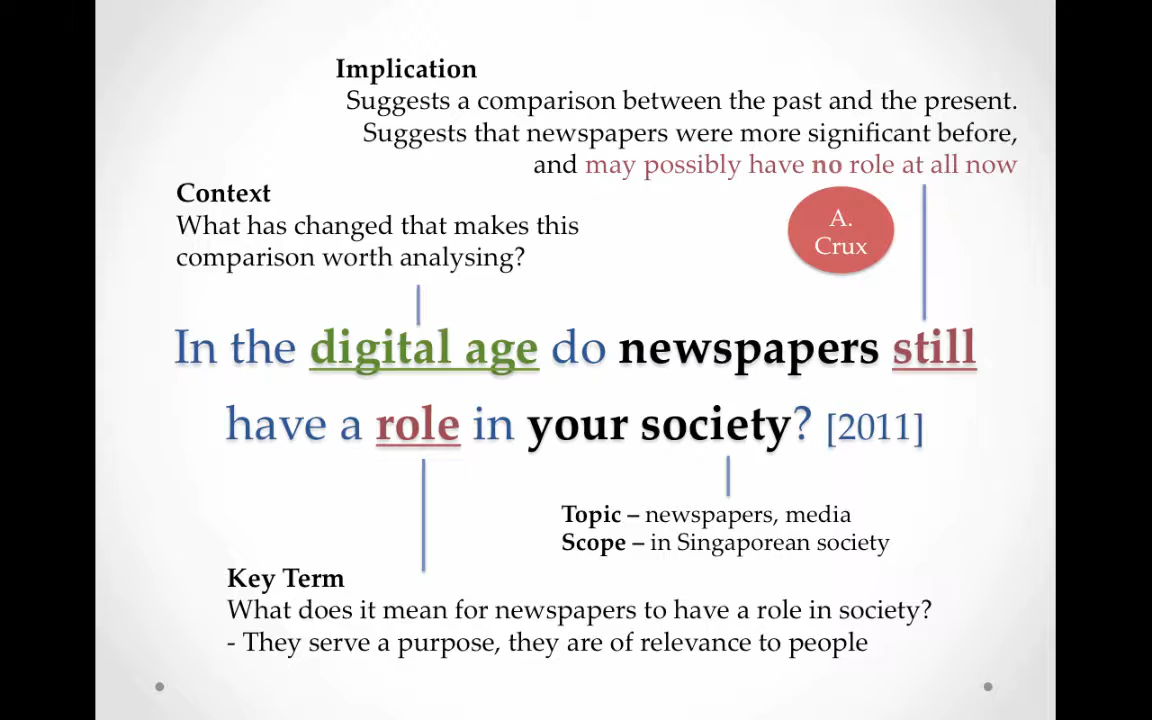 Implication
Suggests a comparison between the past and the present.
Suggests that newspapers were more significant before,
and may possibly have no role at all now
Context
What has changed that makes this
comparison worth analysing?
A.
Crux
In the digital age do newspapers still
have a role in your society? [2011]
Topic – newspapers, media
Scope – in Singaporean society
Key Term
What does it mean for newspapers to have a role in society?
- They serve a purpose, they are of relevance to people